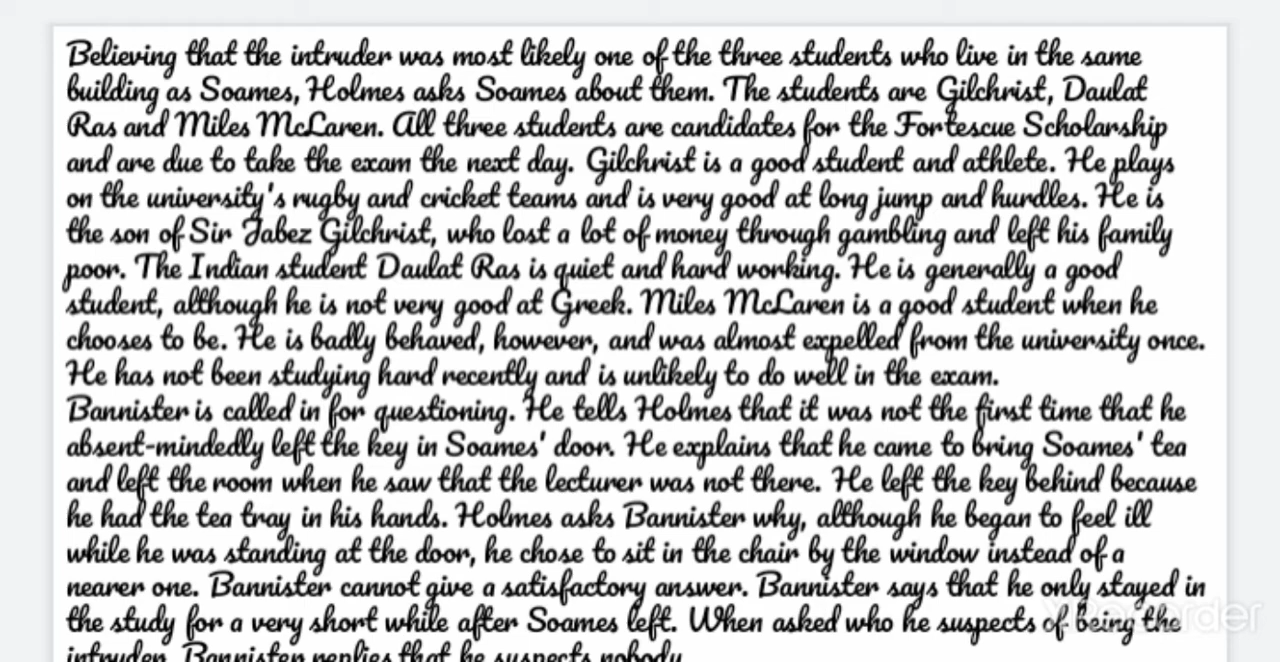 Believing that the intruder was most likely one of the three students who live in the same
building as Soames, Holmes asks Soames about them. The students are Gilchrist, Daulat
Ras and Miles McLaren. All three students are candidates for the Fortescue Scholarship
and are due to take the exam the next day. Gilchrist is a good student and athlete. He plays
on the university's rugby and cricket teams and is very good at long jump and hurdles. He is
the son of Sir Jabez Gilchrist, who lost a lot of money through gambling and left his family
poor. The Indian student Daulat Ras is quiet and hard working. He is generally a good
student, although he is not very good at Greek. Miles McLaren is a good student when he
chooses to be. He is badly behaved, however, and was almost expelled from the university once.
He has not been studying hard recently and is unlikely to do well in the exam.
Bannister is called in for questioning. He tells Holmes that it was not the first time that he
absent-mindedly left the key in Soames' door. He explains that he came to bring Soames' tea
and left the room when he saw that the lecturer was not there. He left the key behind because
he had the tea tray in his hands. Holmes asks Bannister why, although he began to feel ill
while he was standing at the door, he chose to sit in the chair by the window instead of a
nearer one. Bannister cannot give a satisfactory answer. Bannister says that he only stayed in
the study for a very short while after Soames left. When asked who he suspects of being the
intruder, Bannister replies that he suspects nobody.
XRecorder